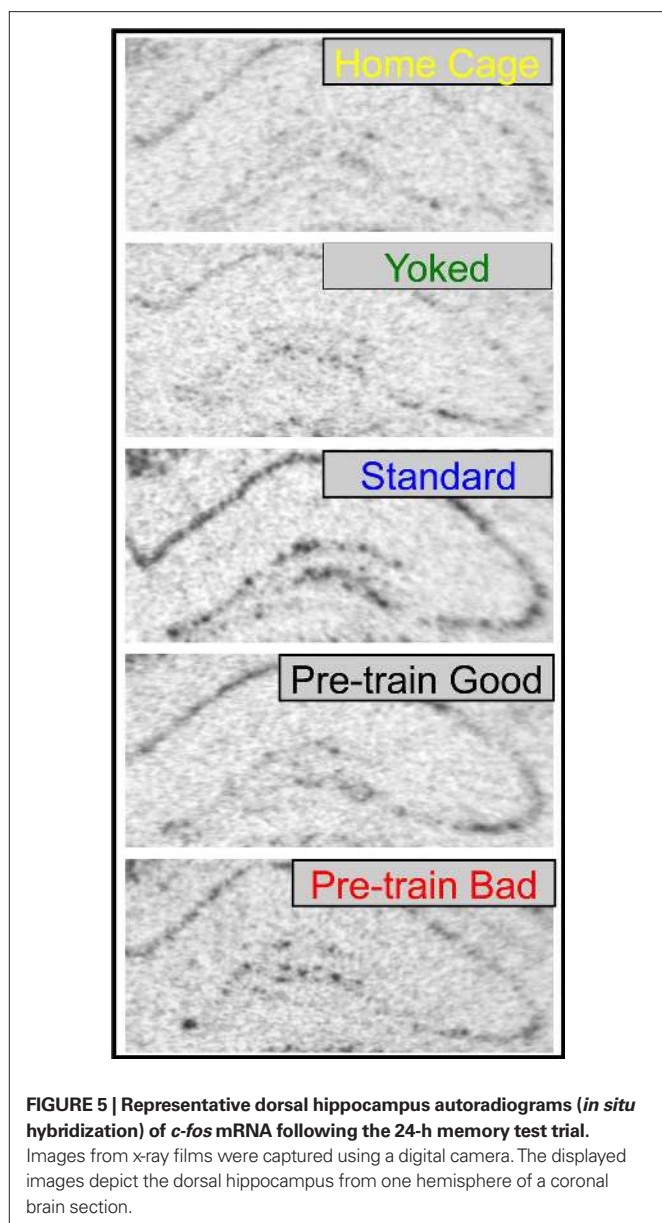 Home Cage
Yoked
Standard
Pre-train Good
Pre-train Bad
FIGURE 5 | Representative dorsal hippocampus autoradiograms (in situ
hybridization) of c-fos mRNA following the 24-h memory test trial.
Images from x-ray films were captured using a digital camera. The displayed
images depict the dorsal hippocampus from one hemisphere of a coronal
brain section.